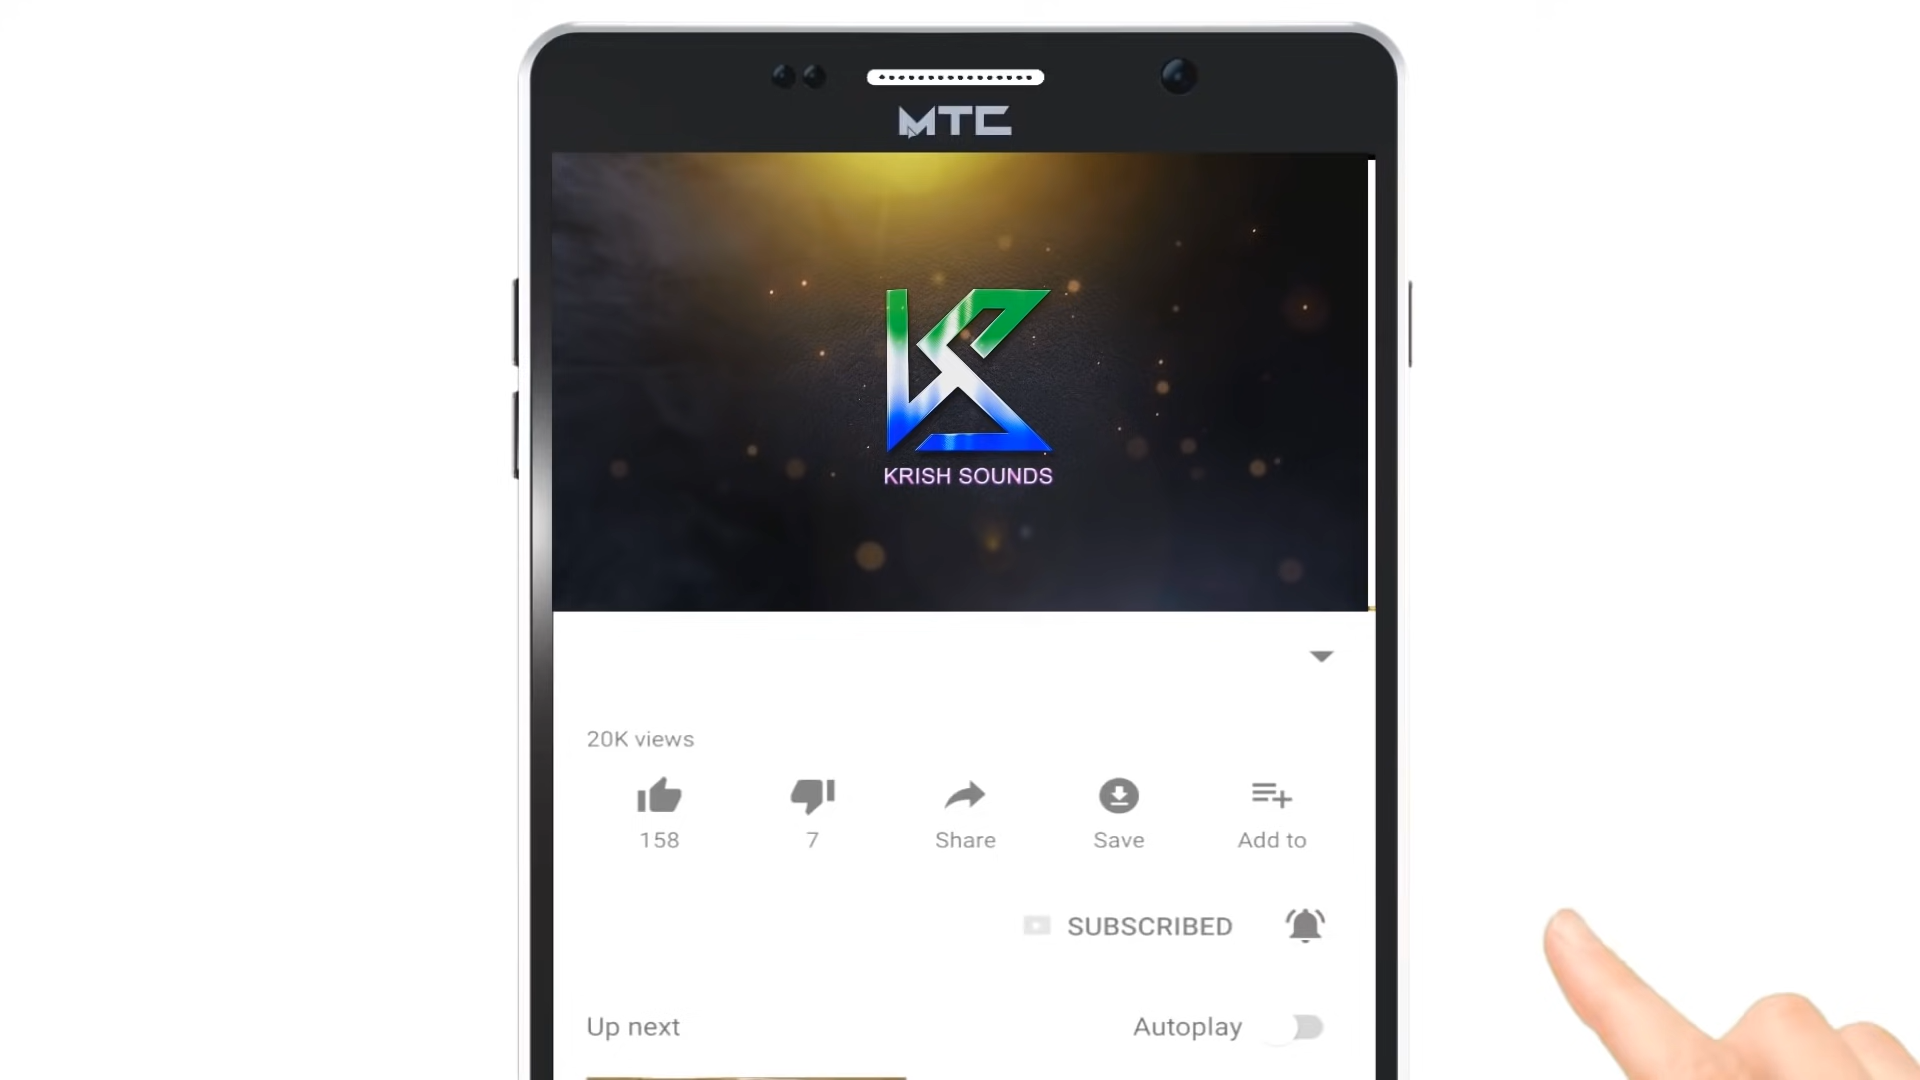 MTC
KRISH SOUNDS
20K views
158
7
Share
Save
Add to
SUBSCRIBED
Up next
Autoplay